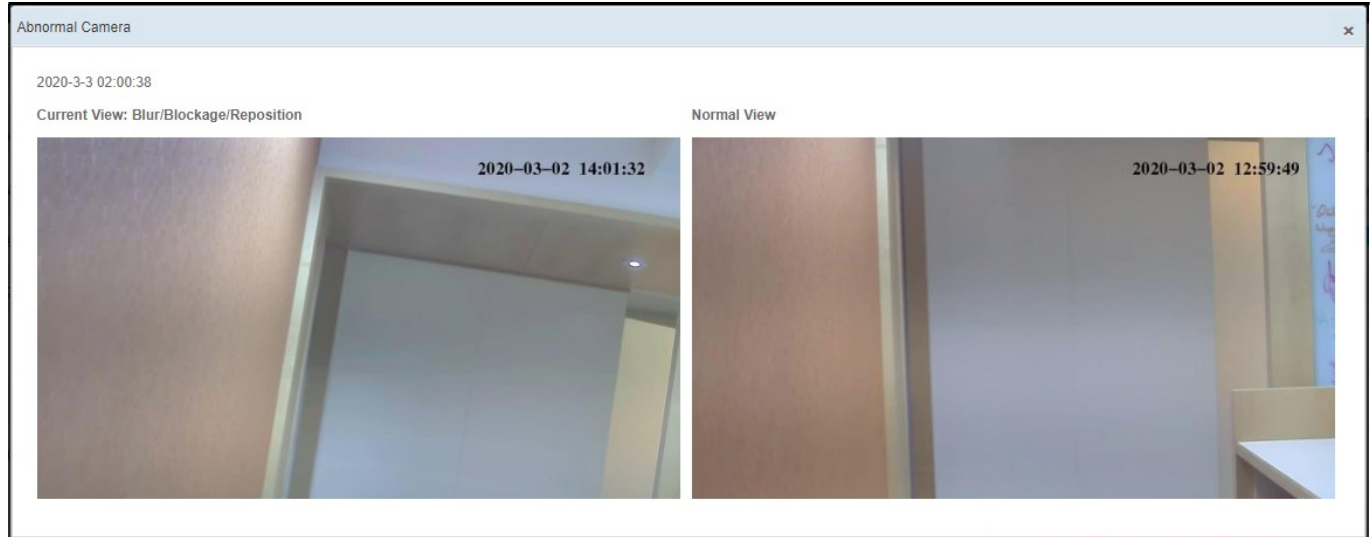 Abnormal Camera
×
2020-3-3 02:00:38
Current View: Blur/Blockage/Reposition
Normal View
2020-03-02 14:01:32
2020-03-02 12:59:49